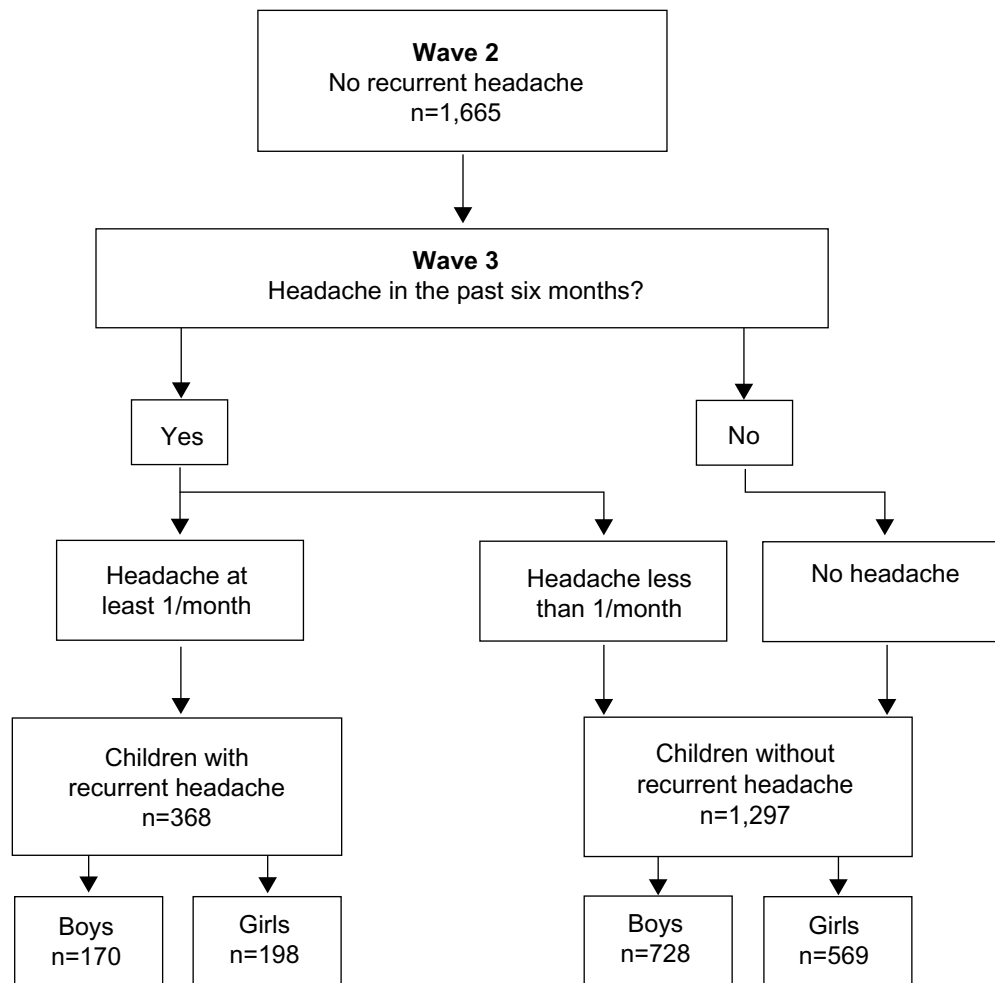 Wave 2
No recurrent headache
n=1,665
Wave 3
Headache in the past six months?
Yes
No
Headache at
least 1/month
Headache less
than 1/month
No headache
Children with
recurrent headache
n=368
Children without
recurrent headache
n=1,297
Boys
n=170
Girls
n=198
Boys
n=728
Girls
n=569